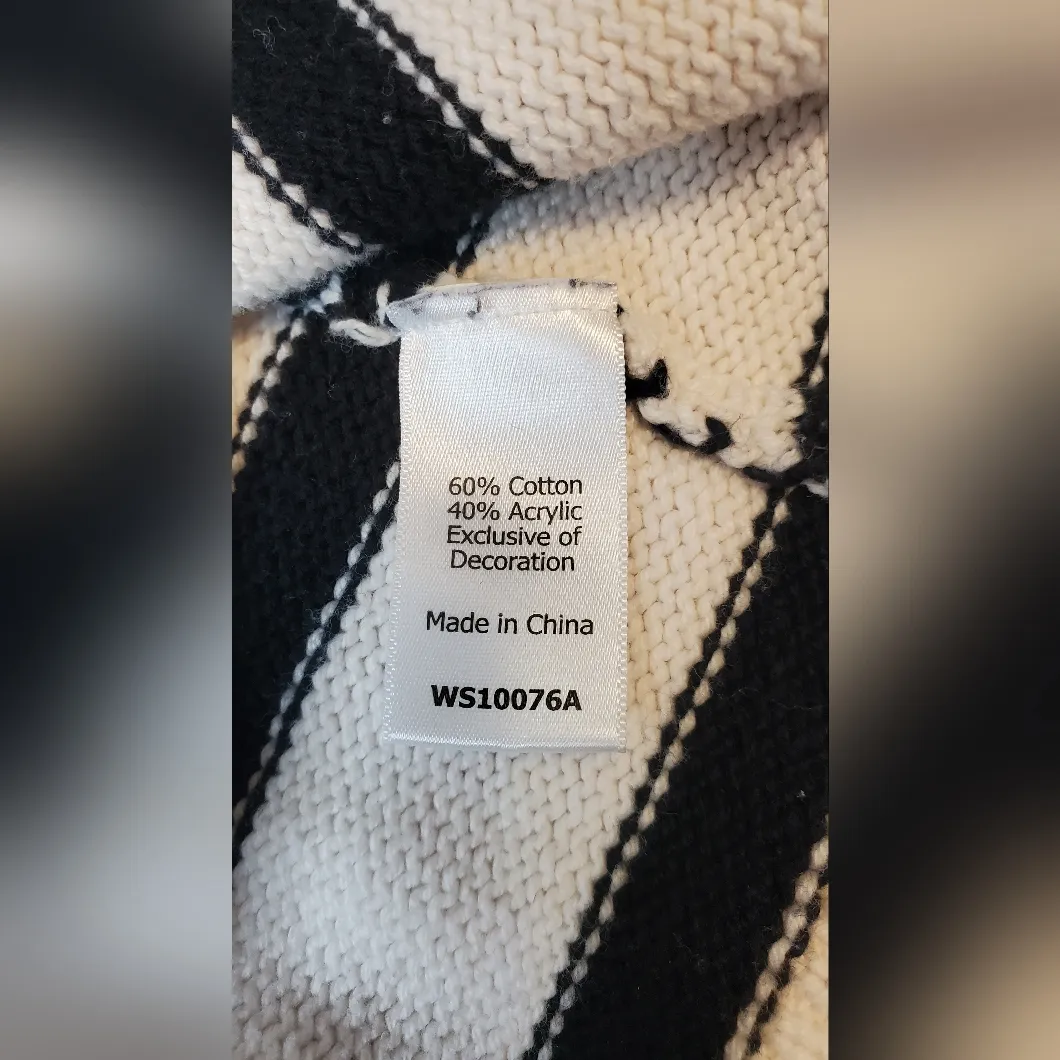 60% Cotton
40% Acrylic
Exclusive of
Decoration
Made in China
WS10076A